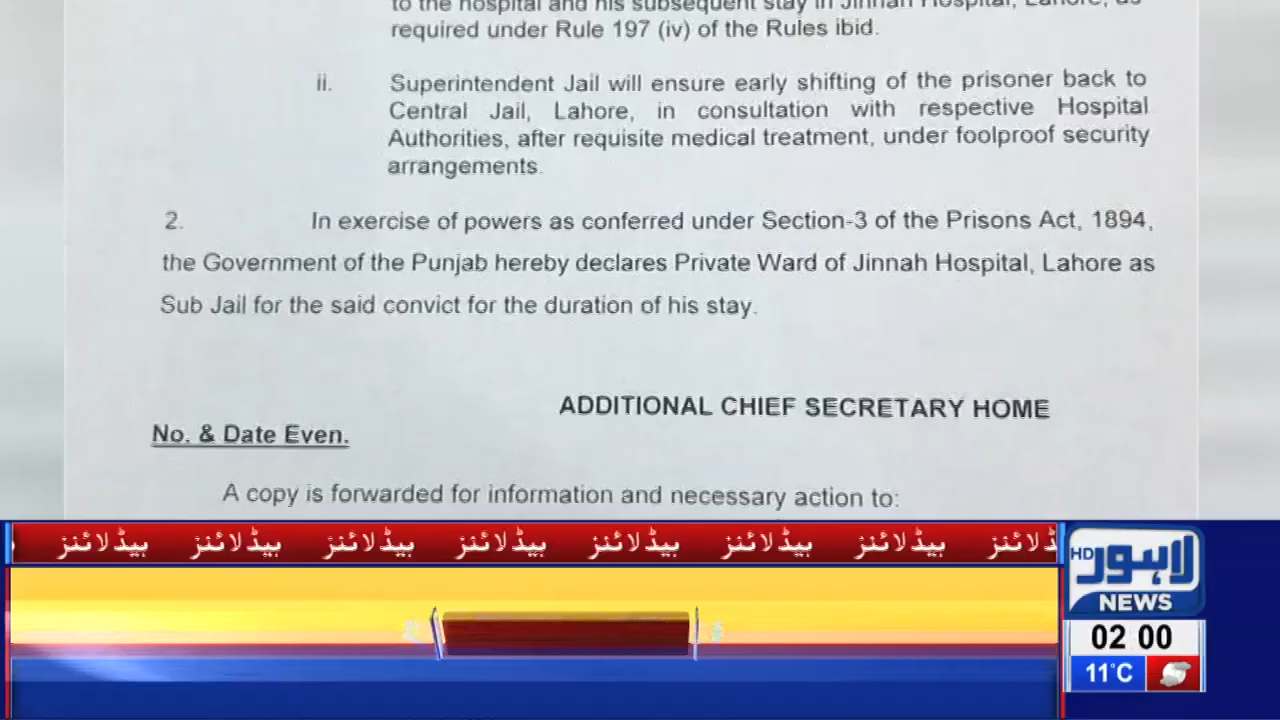 to the hospital and his subsequent stay in Jinnah Hospital, Lahore, as
required under Rule 197 (iv) of the Rules ibid.
ii. Superintendent Jail will ensure early shifting of the prisoner back to
Central Jail, Lahore, in consultation with respective Hospital
Authorities, after requisite medical treatment, under foolproof security
arrangements.
2. In exercise of powers as conferred under Section-3 of the Prisons Act, 1894,
the Government of the Punjab hereby declares Private Ward of Jinnah Hospital, Lahore as
Sub Jail for the said convict for the duration of his stay.
ADDITIONAL CHIEF SECRETARY HOME
No. & Date Even.
A copy is forwarded for information and necessary action to:
ہیڈلائنز ہیڈلائنز ہیڈلائنز ہیڈلائنز ہیڈلائنز ہیڈلائنز ہیڈلائنز
لاہور HD
NEWS
02 00
11°C